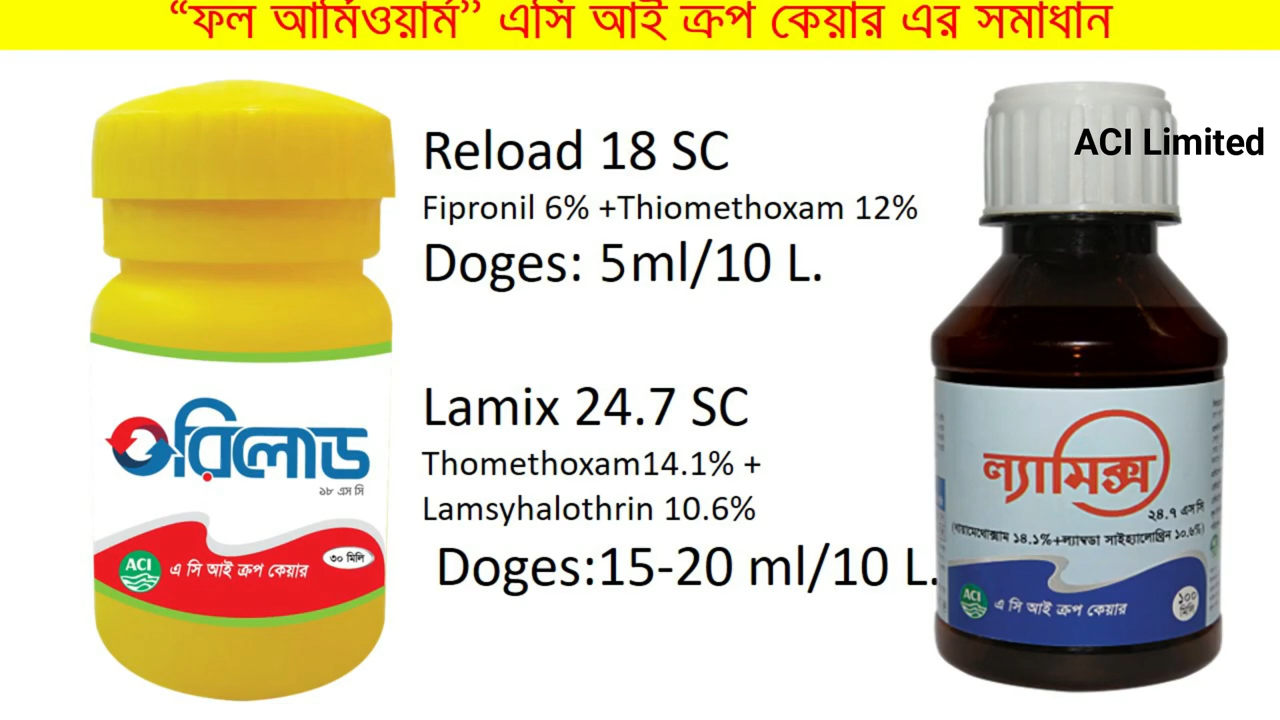 “ফল আর্মিওয়ার্ম” এসি আই ক্রপ কেয়ার এর সমাধান
Reload 18 SC
Fipronil 6% +Thiomethoxam 12%
Doges: 5ml/10 L.
Lamix 24.7 SC
Thomethoxam14.1% +
Lamsyhalothrin 10.6%
Doges:15-20 ml/10 L.
রিলোড
১৮ এস সি
৩০ মিলি
ACI
এ সি আই ক্রপ কেয়ার
ACI Limited
ল্যামিক্স
২৪.৭ এস সি
(থায়ামেথোক্সাম ১৪.১%+ল্যাম্বডা সাইহ্যালোথ্রিন ১০.৬%)
ACI
এ সি আই ক্রপ কেয়ার
১০০
মিলি